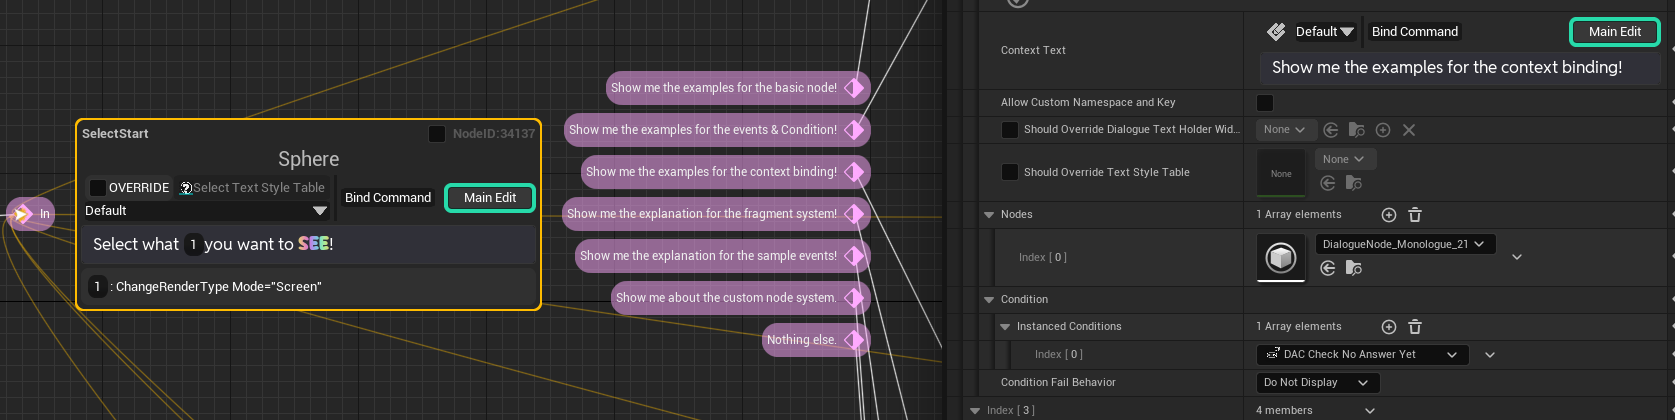 SelectStart
NodeID:34137
Sphere
OVERRIDE
Select Text Style Table
Bind Command
Main Edit
Default
In
Select what 1 you want to SEE!
1 : ChangeRenderType Mode="Screen"
Show me the examples for the basic node!
Show me the examples for the events & Condition!
Show me the examples for the context binding!
Show me the explanation for the fragment system!
Show me the explanation for the sample events!
Show me about the custom node system.
Nothing else.
Context Text
Default
Bind Command
Main Edit
Show me the examples for the context binding!
Allow Custom Namespace and Key
Should Override Dialogue Text Holder Wid...
None
Should Override Text Style Table
None
None
Nodes
1 Array elements
Index [ 0 ]
DialogueNode_Monologue_21
Condition
Instanced Conditions
1 Array elements
Index [ 0 ]
DAC Check No Answer Yet
Condition Fail Behavior
Do Not Display
Index [ 3 ]
4 members